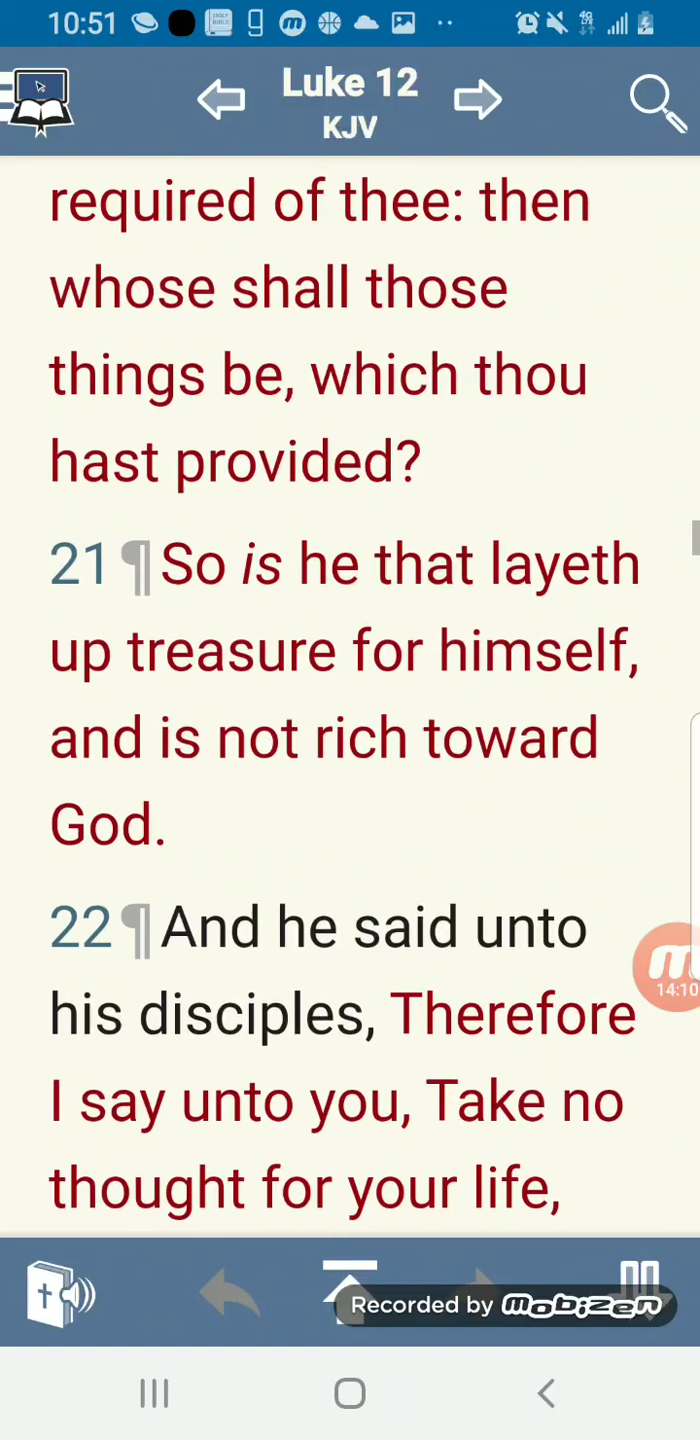 10:51
Luke 12
KJV
required of thee: then
whose shall those
things be, which thou
hast provided?
21 ¶ So is he that layeth
up treasure for himself,
and is not rich toward
God.
22 ¶ And he said unto
his disciples, Therefore
I say unto you, Take no
thought for your life,
14:10
Recorded by mobizen